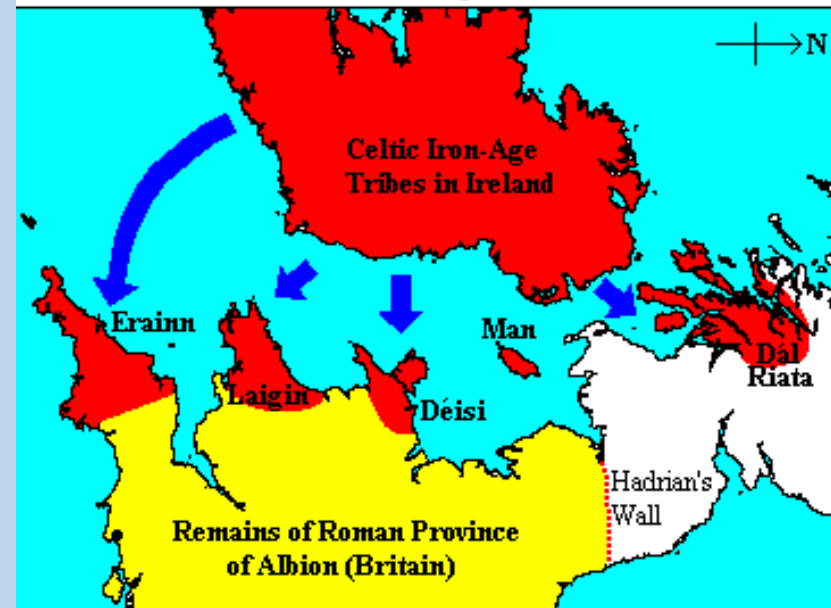 N
Celtic Iron-Age
Tribes in Ireland
Erainn
Man
Dál
Riata
Laigin
Déisi
Hadrian's
Wall
Remains of Roman Province
of Albion (Britain)